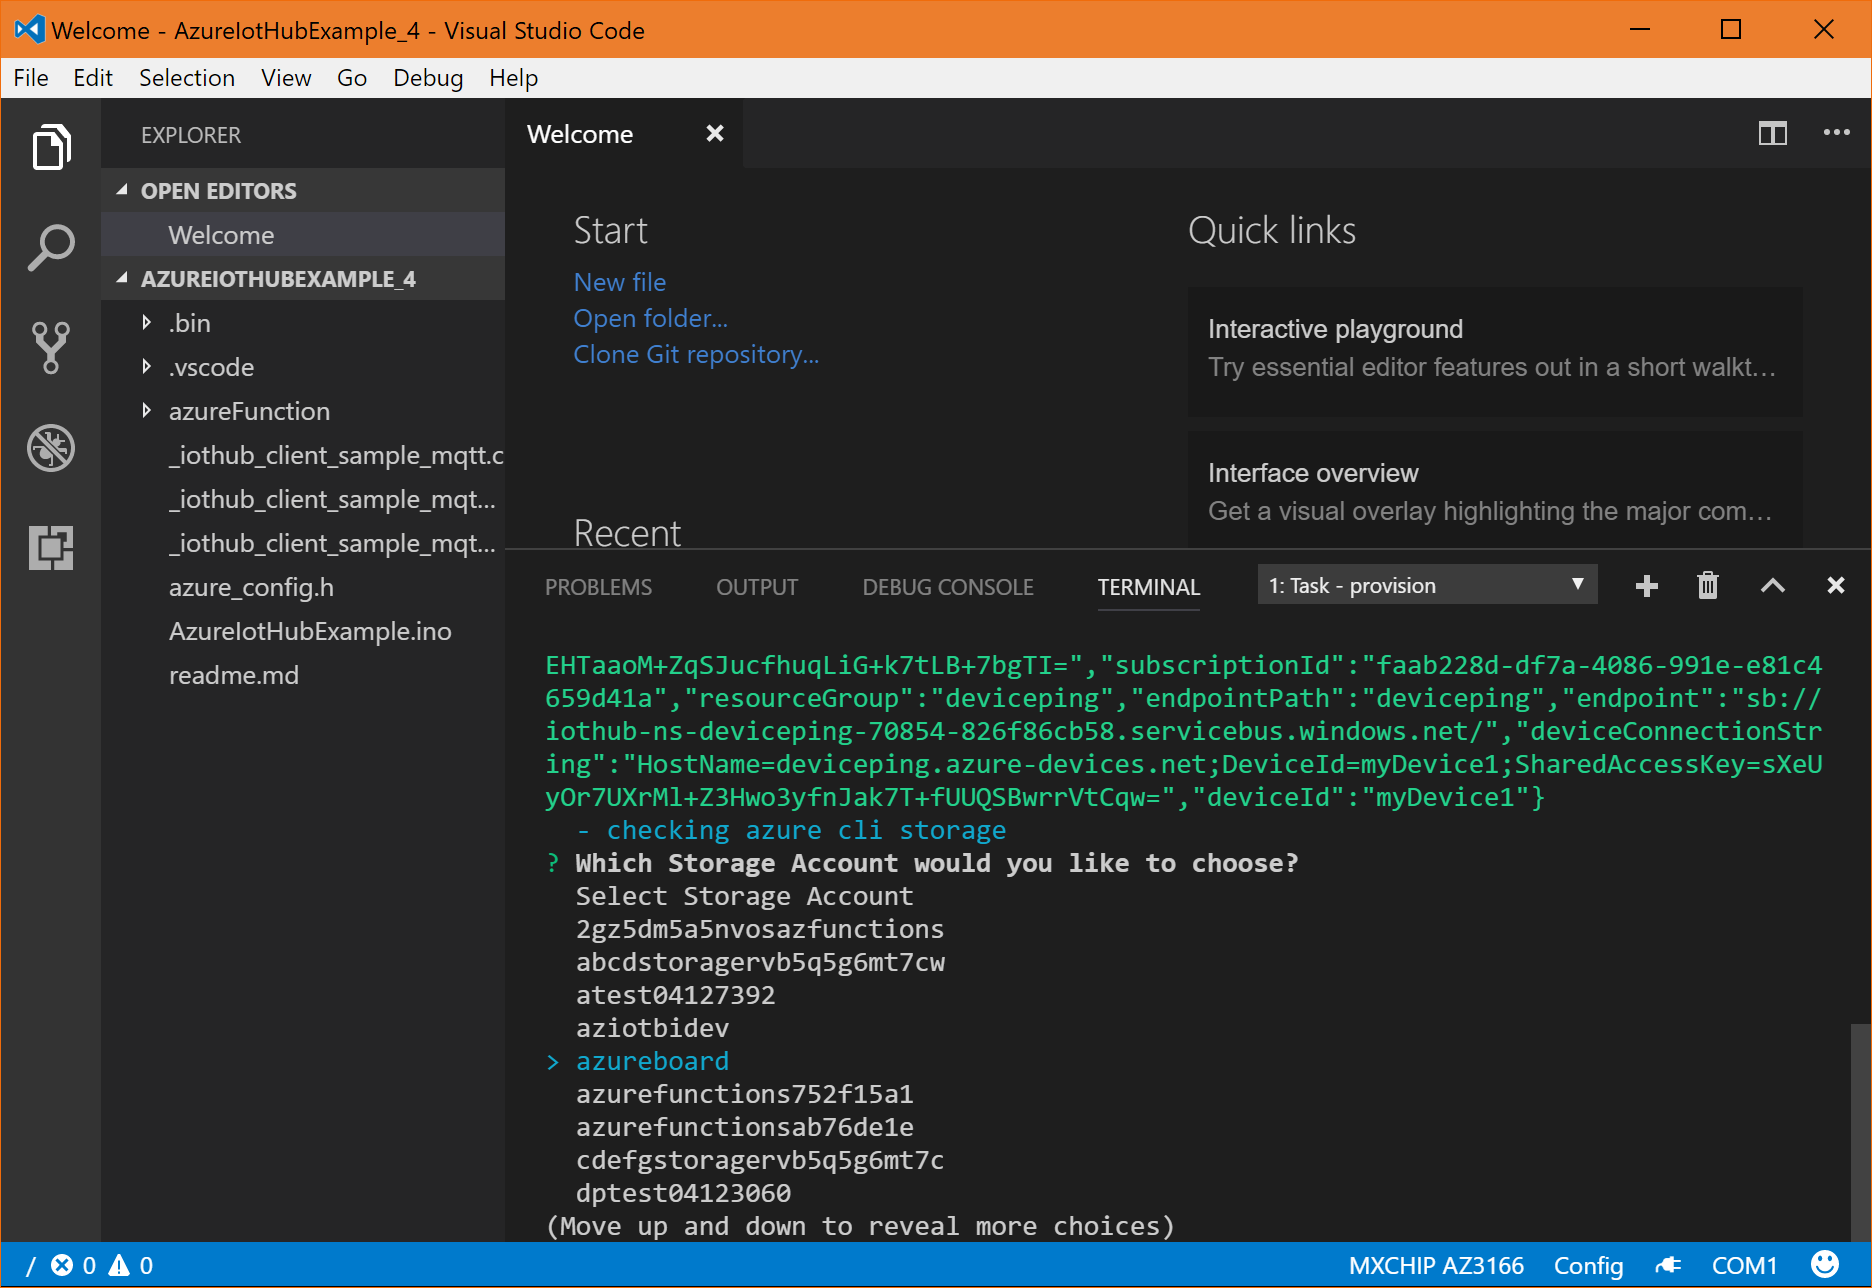 Welcome - AzureIotHubExample_4 - Visual Studio Code
File Edit Selection View Go Debug Help
EXPLORER
OPEN EDITORS
Welcome
AZUREIOTHUBEXAMPLE_4
.bin
.vscode
azureFunction
_iothub_client_sample_mqtt.c
_iothub_client_sample_mqt...
_iothub_client_sample_mqt...
azure_config.h
AzureIotHubExample.ino
readme.md
Welcome
Start
New file
Open folder...
Clone Git repository...
Recent
Quick links
Interactive playground
Try essential editor features out in a short walkt...
Interface overview
Get a visual overlay highlighting the major com...
PROBLEMS OUTPUT DEBUG CONSOLE TERMINAL 1: Task - provision
EHTaaoM+ZqSJucfhuqLiG+k7tLB+7bgTI=","subscriptionId":"faab228d-df7a-4086-991e-e81c4
659d41a","resourceGroup":"deviceping","endpointPath":"deviceping","endpoint":"sb://
iothub-ns-deviceping-70854-826f86cb58.servicebus.windows.net/","deviceConnectionStr
ing":"HostName=deviceping.azure-devices.net;DeviceId=myDevice1;SharedAccessKey=sXeU
yOr7UXrMl+Z3Hwo3yfnJak7T+fUUQSBwrrVtCqw=","deviceId":"myDevice1"}
- checking azure cli storage
? Which Storage Account would you like to choose?
Select Storage Account
2gz5dm5a5nvosazfunctions
abcdstoragervb5q5g6mt7cw
atest04127392
aziotbidev
> azureboard
azurefunctions752f15a1
azurefunctionsab76de1e
cdefgstoragervb5q5g6mt7c
dptest04123060
(Move up and down to reveal more choices)
/ 0 0 MXCHIP AZ3166 Config COM1